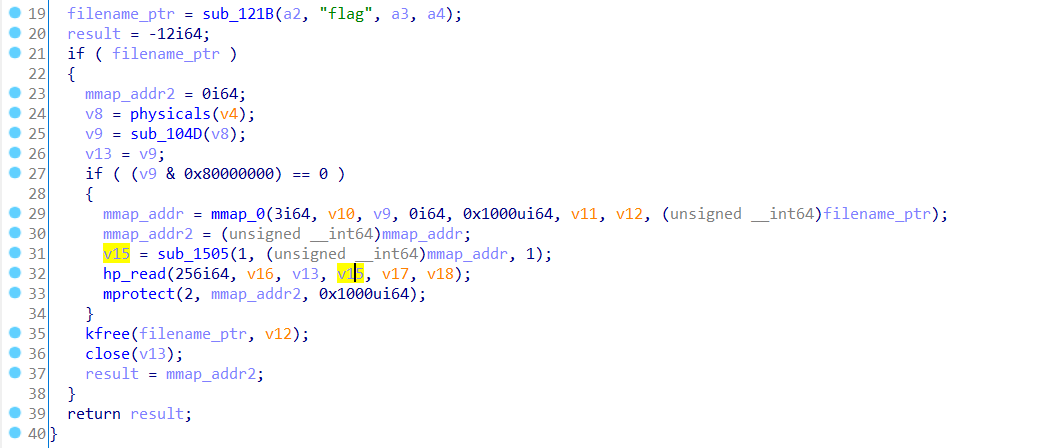 19 filename_ptr = sub_121B(a2, "flag", a3, a4);
20 result = -12i64;
21 if ( filename_ptr )
22 {
23 mmap_addr2 = 0i64;
24 v8 = physicals(v4);
25 v9 = sub_104D(v8);
26 v13 = v9;
27 if ( (v9 & 0x80000000) == 0 )
28 {
29 mmap_addr = mmap_0(3i64, v10, v9, 0i64, 0x1000ui64, v11, v12, (unsigned __int64)filename_ptr);
30 mmap_addr2 = (unsigned __int64)mmap_addr;
31 v15 = sub_1505(1, (unsigned __int64)mmap_addr, 1);
32 hp_read(256i64, v16, v13, v15, v17, v18);
33 mprotect(2, mmap_addr2, 0x1000ui64);
34 }
35 kfree(filename_ptr, v12);
36 close(v13);
37 result = mmap_addr2;
38 }
39 return result;
40 }